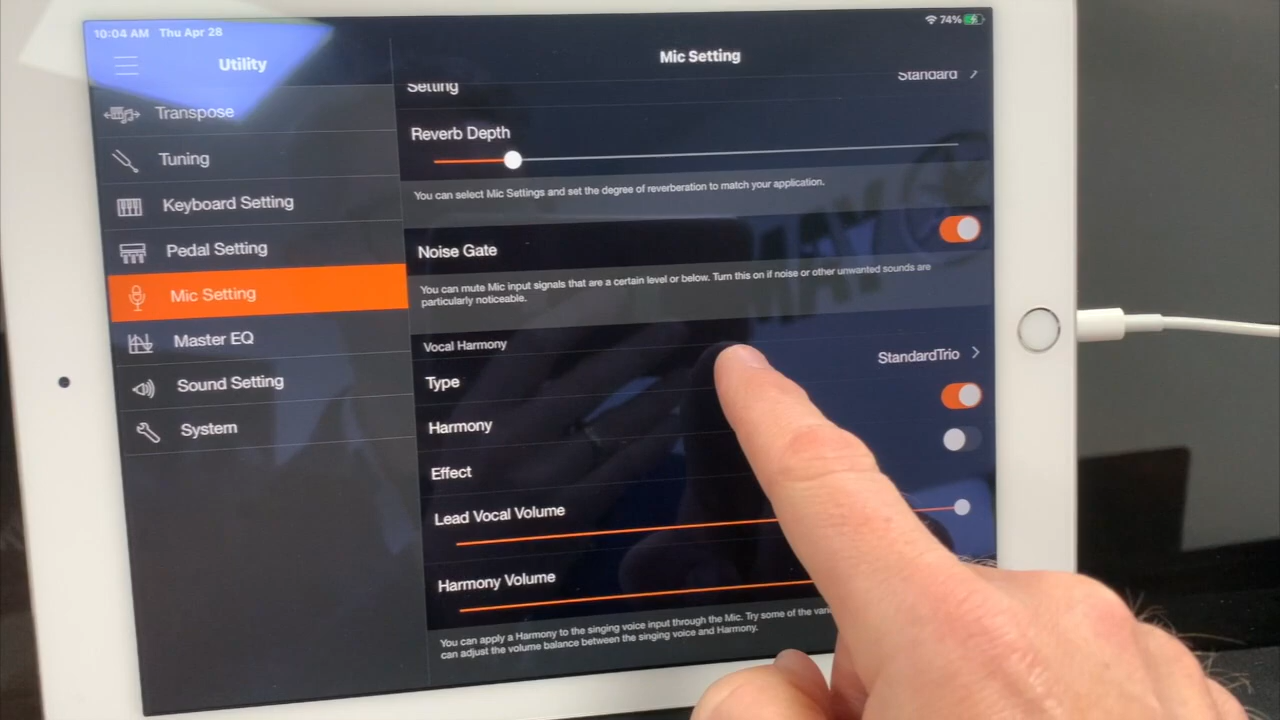 10:04 AM Thu Apr 28
74%
Utility
Mic Setting
Transpose
Tuning
Keyboard Setting
Pedal Setting
Mic Setting
Master EQ
Sound Setting
System
Setting
Standard
Reverb Depth
You can select Mic Settings and set the degree of reverberation to match your application.
Noise Gate
You can mute Mic input signals that are a certain level or below. Turn this on if noise or other unwanted sounds are
particularly noticeable.
Vocal Harmony
Type
StandardTrio
Harmony
Effect
Lead Vocal Volume
Harmony Volume
You can apply a Harmony to the singing voice input through the Mic. Try some of the
can adjust the volume balance between the singing voice and Harmony.